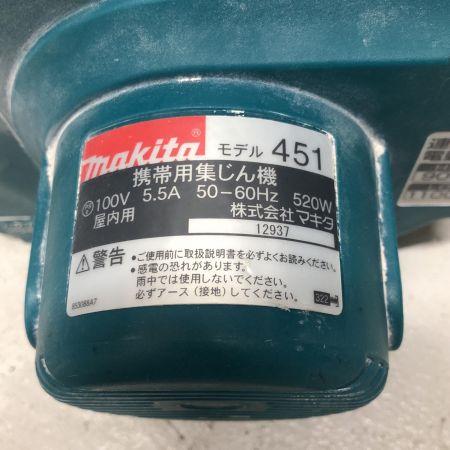 makita® モデル 451
携帯用集じん機
100V 5.5A 50-60Hz 520W
屋内用 株式会社マキタ
12937
警告
•ご使用前に取扱説明書を必ずよくお読みください。
•感電の恐れがあります。
雨中では使用しないでください。
必ずアース(接地)してください。
853088A7
322